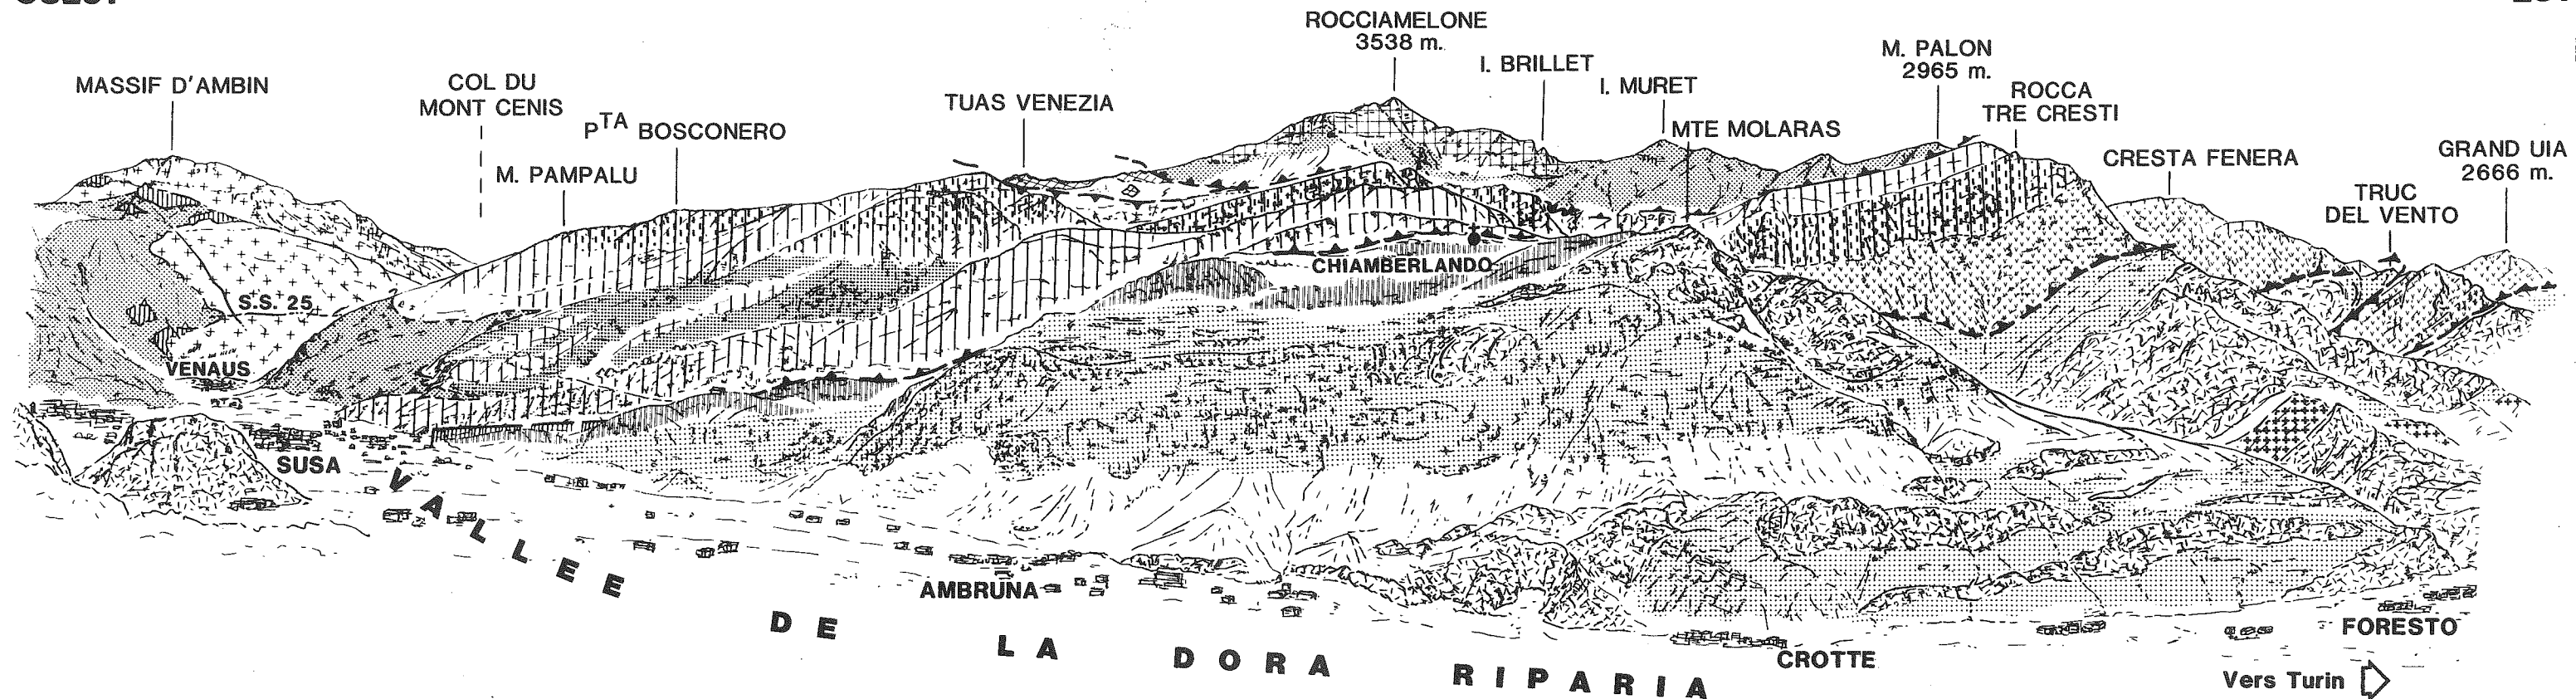 ROCCIAMELONE
3538 m.
M. PALON
2965 m.
I. BRILLET
I. MURET
MASSIF D'AMBIN
COL DU
MONT CENIS
PTA BOSCONERO
TUAS VENEZIA
MTE MOLARAS
ROCCA
TRE CRESTI
CRESTA FENERA
GRAND UIA
2666 m.
M. PAMPALU
TRUC
DEL VENTO
CHIAMBERLANDO
S.S. 25
VENAUS
SUSA
VALLEE DE LA DORA RIPARIA
AMBRUNA
FORESTO
CROTTE
Vers Turin